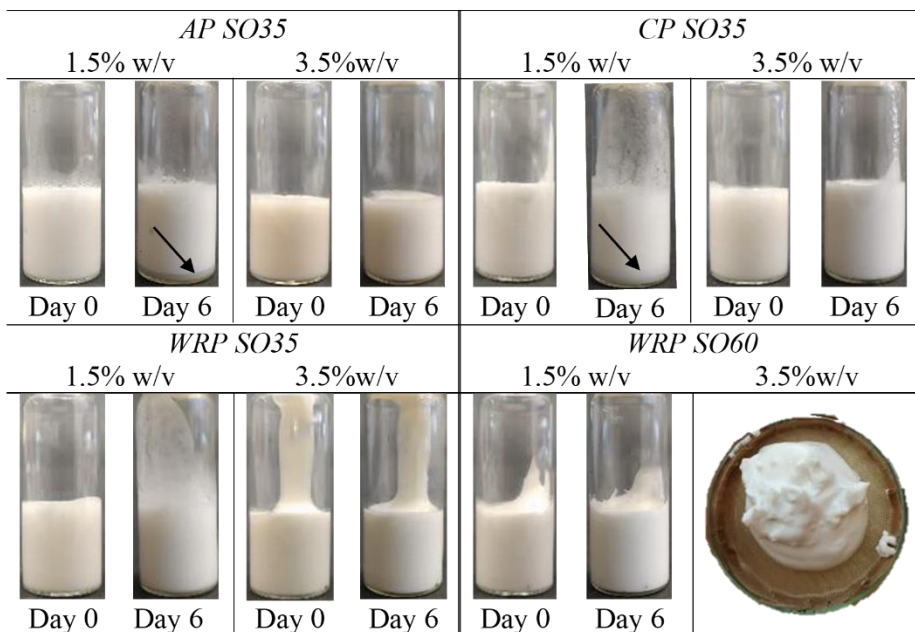 AP SO35 CP SO35
1.5% w/v 3.5%w/v 1.5% w/v 3.5% w/v
Day 0 Day 6 Day 0 Day 6 Day 0 Day 6 Day 0 Day 6
WRP SO35 WRP SO60
1.5% w/v 3.5%w/v 1.5% w/v 3.5%w/v
Day 0 Day 6 Day 0 Day 6 Day 0 Day 6